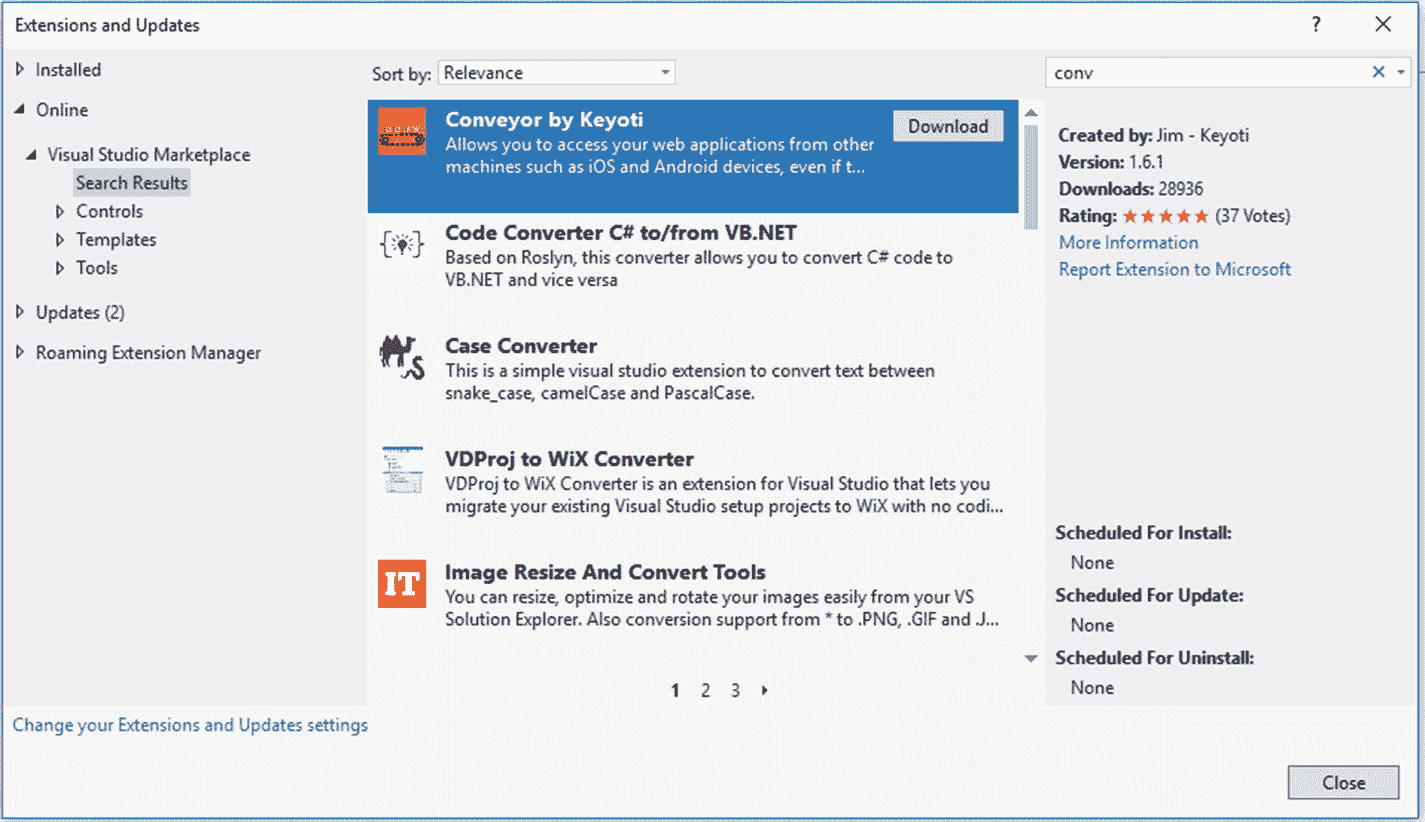 Extensions and Updates
?
Installed
Online
Visual Studio Marketplace
Search Results
Controls
Templates
Tools
Updates (2)
Roaming Extension Manager
Change your Extensions and Updates settings
Sort by: Relevance
Conveyor by Keyoti
Download
Allows you to access your web applications from other
machines such as iOS and Android devices, even if t...
Code Converter C# to/from VB.NET
Based on Roslyn, this converter allows you to convert C# code to
VB.NET and vice versa
Case Converter
This is a simple visual studio extension to convert text between
snake_case, camelCase and PascalCase.
VDProj to WiX Converter
VDProj to WiX Converter is an extension for Visual Studio that lets you
migrate your existing Visual Studio setup projects to WiX with no codi...
IT
Image Resize And Convert Tools
You can resize, optimize and rotate your images easily from your VS
Solution Explorer. Also conversion support from * to .PNG, .GIF and .J...
1 2 3
conv
Created by: Jim - Keyoti
Version: 1.6.1
Downloads: 28936
Rating: ★★★★★ (37 Votes)
More Information
Report Extension to Microsoft
Scheduled For Install:
None
Scheduled For Update:
None
Scheduled For Uninstall:
None
Close